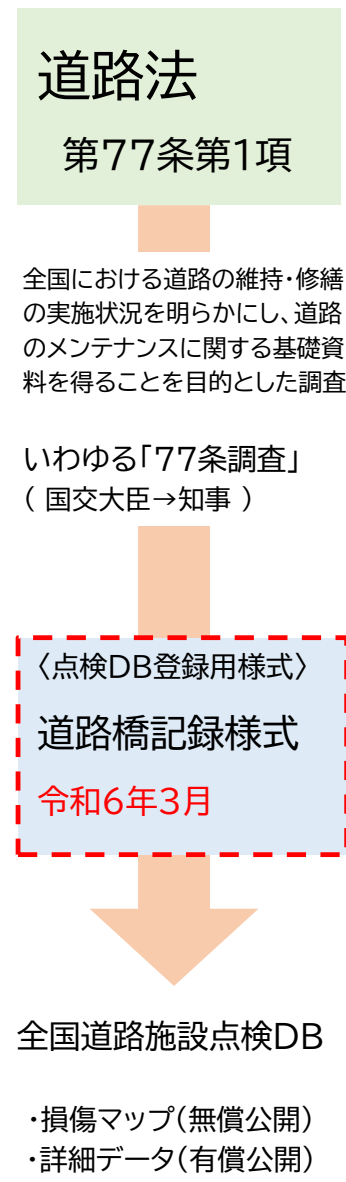 道路法
第77条第1項
全国における道路の維持・修繕
の実施状況を明らかにし、道路
のメンテナンスに関する基礎資
料を得ることを目的とした調査
いわゆる「77条調査」
( 国交大臣→知事 )
〈点検DB登録用様式〉
道路橋記録様式
令和6年3月
全国道路施設点検DB
・損傷マップ(無償公開)
・詳細データ(有償公開)